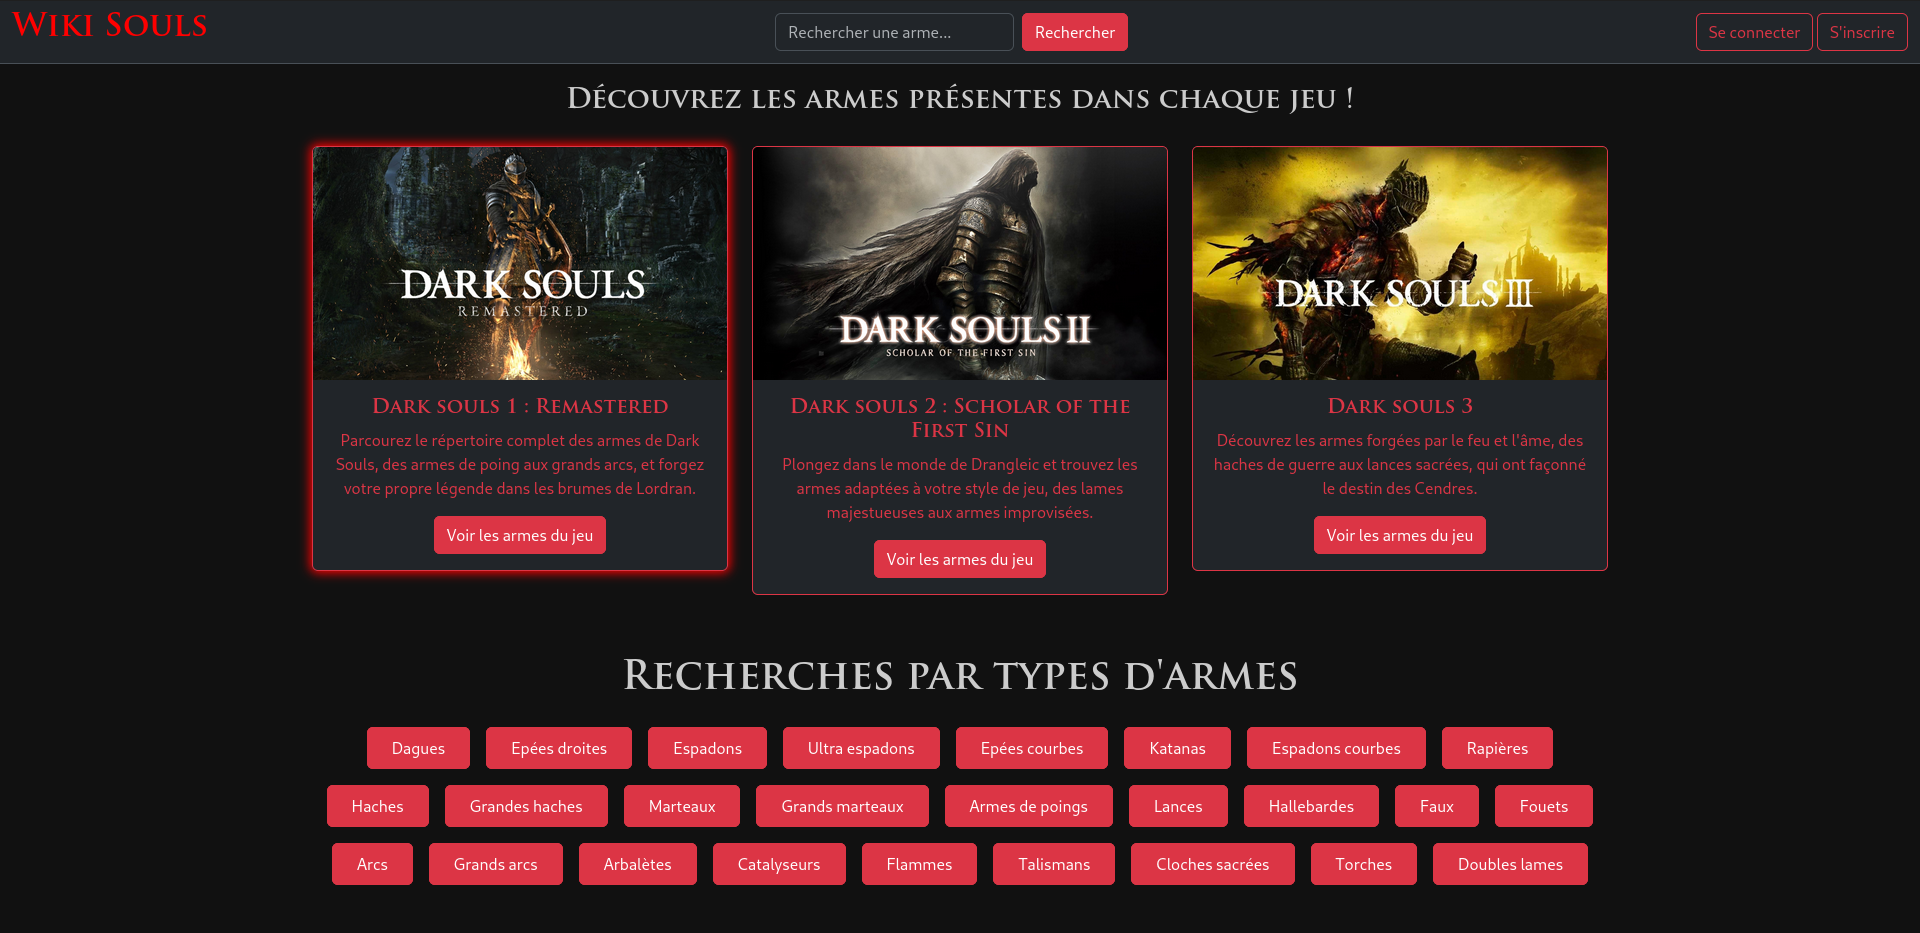 Wiki Souls
Rechercher une arme...
Rechercher
Se connecter
S'inscrire
Découvrez les armes présentes dans chaque jeu !
DARK SOULS
REMASTERED
Dark souls 1 : Remastered
Parcourez le répertoire complet des armes de Dark
Souls, des armes de poing aux grands arcs, et forgez
votre propre légende dans les brumes de Lordran.
Voir les armes du jeu
DARK SOULS II
SCHOLAR OF THE FIRST SIN
Dark souls 2 : Scholar of the
First Sin
Plongez dans le monde de Drangleic et trouvez les
armes adaptées à votre style de jeu, des lames
majestueuses aux armes improvisées.
Voir les armes du jeu
DARK SOULS III
Dark souls 3
Découvrez les armes forgées par le feu et l'âme, des
haches de guerre aux lances sacrées, qui ont façonné
le destin des Cendres.
Voir les armes du jeu
Recherches par types d'armes
Dagues
Epées droites
Espadons
Ultra espadons
Epées courbes
Katanas
Espadons courbes
Rapières
Haches
Grandes haches
Marteaux
Grands marteaux
Armes de poings
Lances
Hallebardes
Faux
Fouets
Arcs
Grands arcs
Arbalètes
Catalyseurs
Flammes
Talismans
Cloches sacrées
Torches
Doubles lames